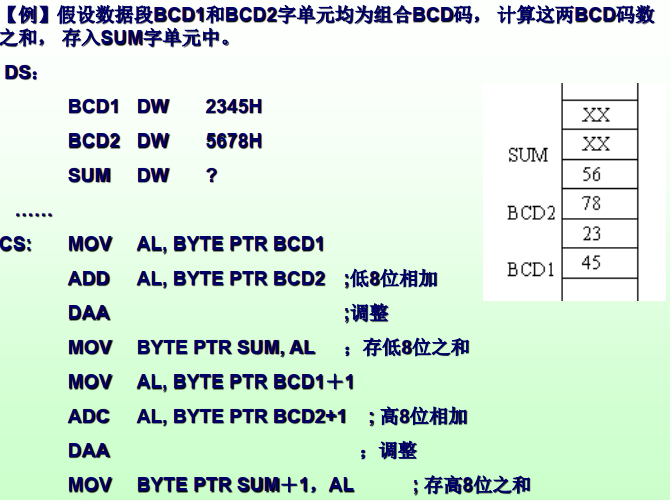 【例】假设数据段BCD1和BCD2字单元均为组合BCD码， 计算这两BCD码数
之和， 存入SUM字单元中。
DS：
BCD1 DW 2345H
BCD2 DW 5678H
SUM DW ?
……
CS: MOV AL, BYTE PTR BCD1
ADD AL, BYTE PTR BCD2 ;低8位相加
DAA ;调整
MOV BYTE PTR SUM, AL ；存低8位之和
MOV AL, BYTE PTR BCD1＋1
ADC AL, BYTE PTR BCD2+1 ; 高8位相加
DAA ；调整
MOV BYTE PTR SUM＋1，AL ; 存高8位之和
XX
SUM XX
56
BCD2 78
23
BCD1 45